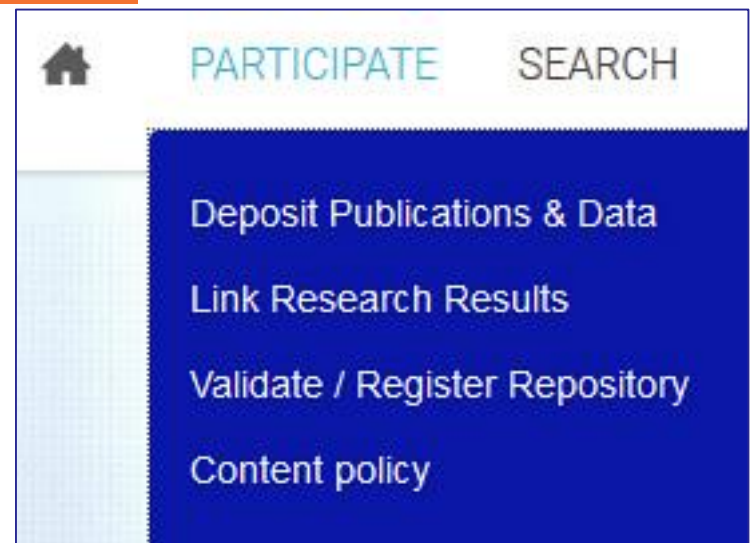 PARTICIPATE SEARCH
Deposit Publications & Data
Link Research Results
Validate / Register Repository
Content policy